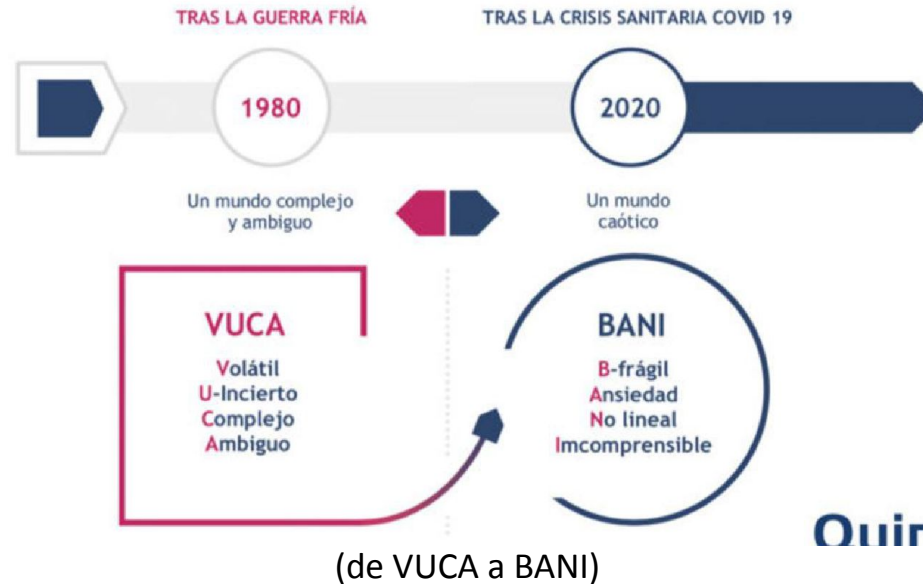 TRAS LA GUERRA FRÍA
TRAS LA CRISIS SANITARIA COVID 19
1980
2020
Un mundo complejo
y ambiguo
Un mundo
caótico
VUCA
Volátil
U-Incierto
Complejo
Ambiguo
BANI
B-frágil
Ansiedad
No lineal
Imcomprensible
(de VUCA a BANI)